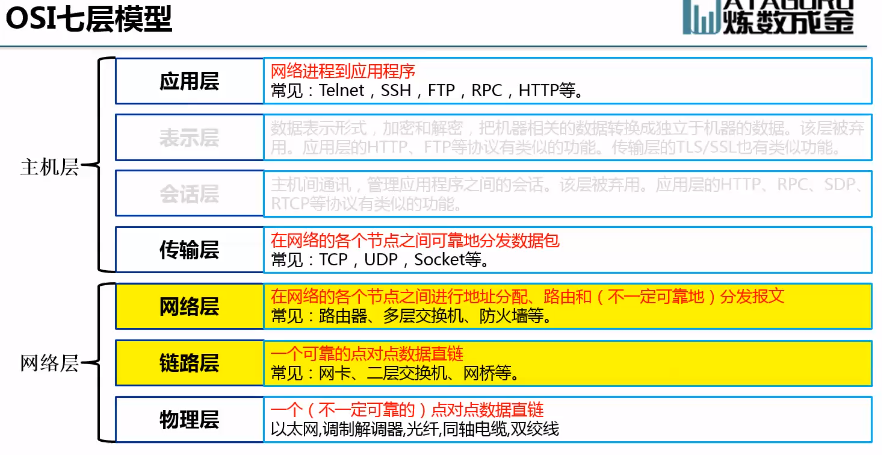 OSI七层模型
ATAGURU
炼数成金
主机层
应用层
网络进程到应用程序
常见：Telnet，SSH，FTP，RPC，HTTP等。
表示层
数据表示形式，加密和解密，把机器相关的数据转换成独立于机器的数据。该层被弃
用。应用层的HTTP、FTP等协议有类似的功能。传输层的TLS/SSL也有类似功能。
会话层
主机间通讯，管理应用程序之间的会话。该层被弃用。应用层的HTTP、RPC、SDP、
RTCP等协议有类似的功能。
传输层
在网络的各个节点之间可靠地分发数据包
常见：TCP，UDP，Socket等。
网络层
网络层
在网络的各个节点之间进行地址分配、路由和（不一定可靠地）分发报文
常见：路由器、多层交换机、防火墙等。
链路层
一个可靠的点对点数据直链
常见：网卡、二层交换机、网桥等。
物理层
一个（不一定可靠的）点对点数据直链
以太网,调制解调器,光纤,同轴电缆,双绞线